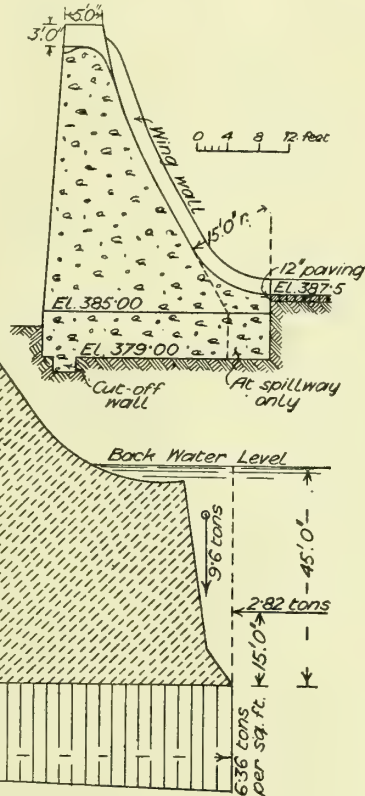 5'0"
3'0"
Wing wall
0 4 8 12 feet
15'0" r.
12" paving
El. 387·5
El. 385·00
El. 379·00
Cut-off
wall
At spillway
only
Back Water Level
9·6 tons
45'0"
2·82 tons
15'0"
6·36 tons
per sq. ft.